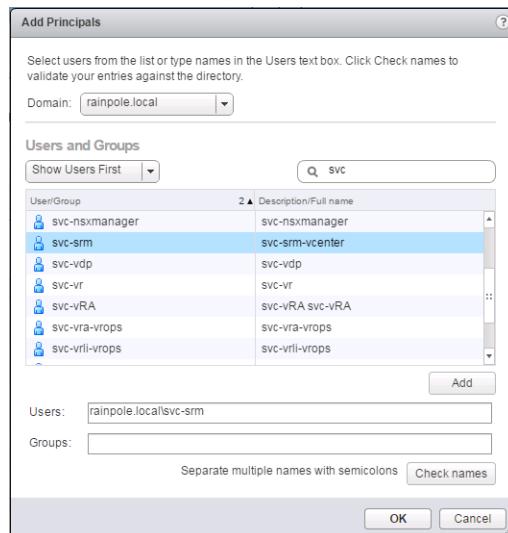 Add Principals
?
Select users from the list or type names in the Users text box. Click Check names to
validate your entries against the directory.
Domain: rainpole.local
Users and Groups
Show Users First
svc
User/Group 2 ▲ Description/Full name
svc-nsxmanager svc-nsxmanager
svc-srm svc-srm-vcenter
svc-vdp svc-vdp
svc-vr svc-vr
svc-vRA svc-vRA svc-vRA
svc-vra-vrops svc-vra-vrops
svc-vrli-vrops svc-vrli-vrops
Add
Users: rainpole.local\svc-srm
Groups:
Separate multiple names with semicolons Check names
OK Cancel